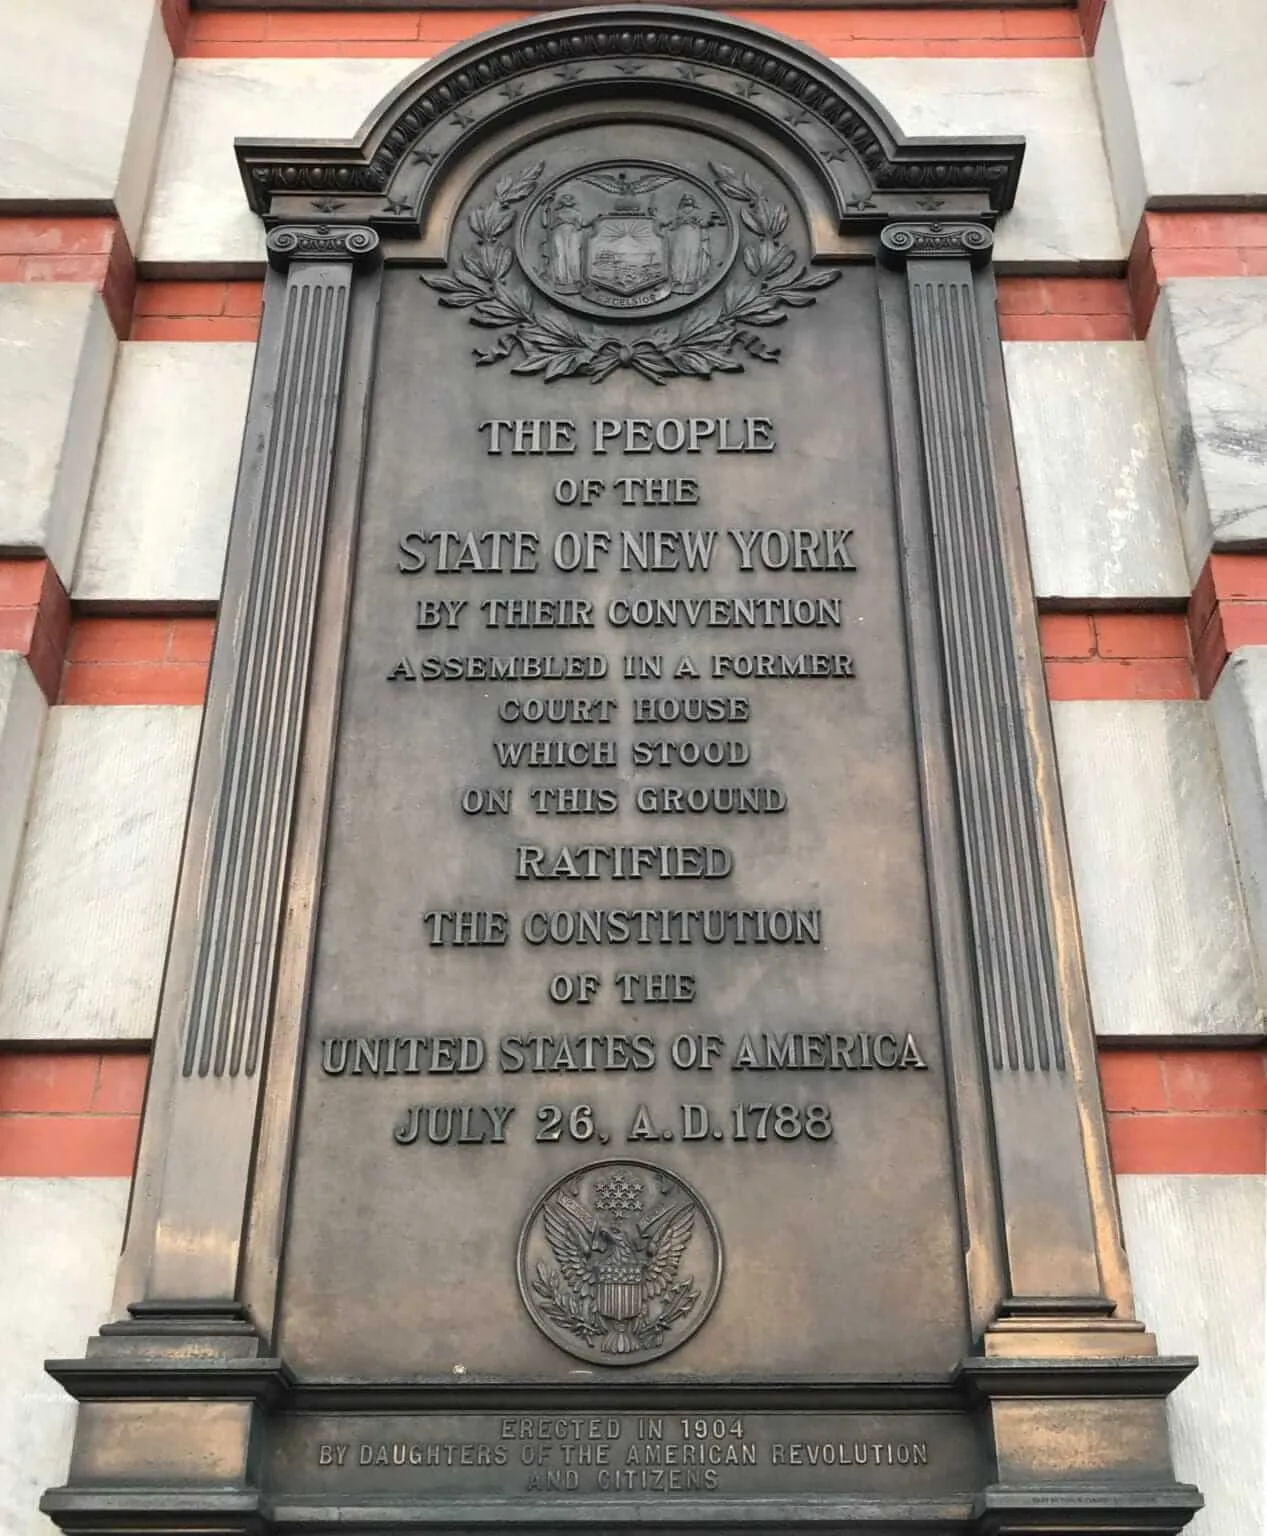 EXCELSIOR
THE PEOPLE
OF THE
STATE OF NEW YORK
BY THEIR CONVENTION
ASSEMBLED IN A FORMER
COURT HOUSE
WHICH STOOD
ON THIS GROUND
RATIFIED
THE CONSTITUTION
OF THE
UNITED STATES OF AMERICA
JULY 26, A.D. 1788
ERECTED IN 1904
BY DAUGHTERS OF THE AMERICAN REVOLUTION
AND CITIZENS